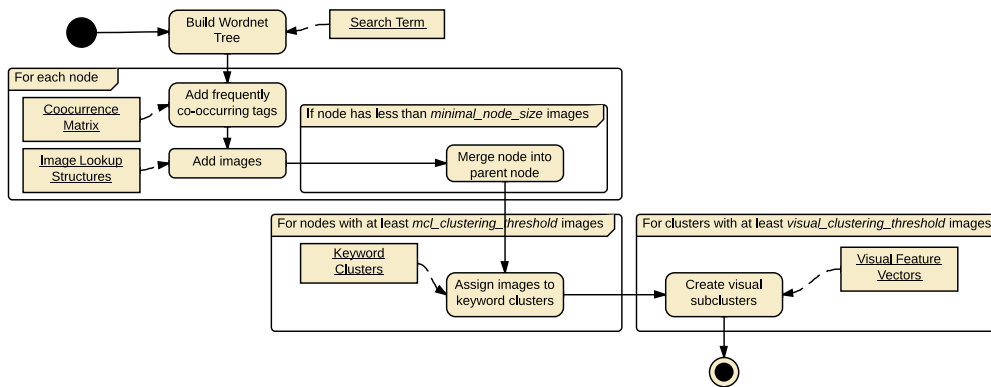 Build Wordnet
Tree
Search Term
For each node
Add frequently
co-occurring tags
Coocurrence
Matrix
If node has less than minimal_node_size images
Image Lookup
Structures
Add images
Merge node into
parent node
For nodes with at least mcl_clustering_threshold images
For clusters with at least visual_clustering_threshold images
Keyword
Clusters
Visual Feature
Vectors
Assign images to
keyword clusters
Create visual
subclusters